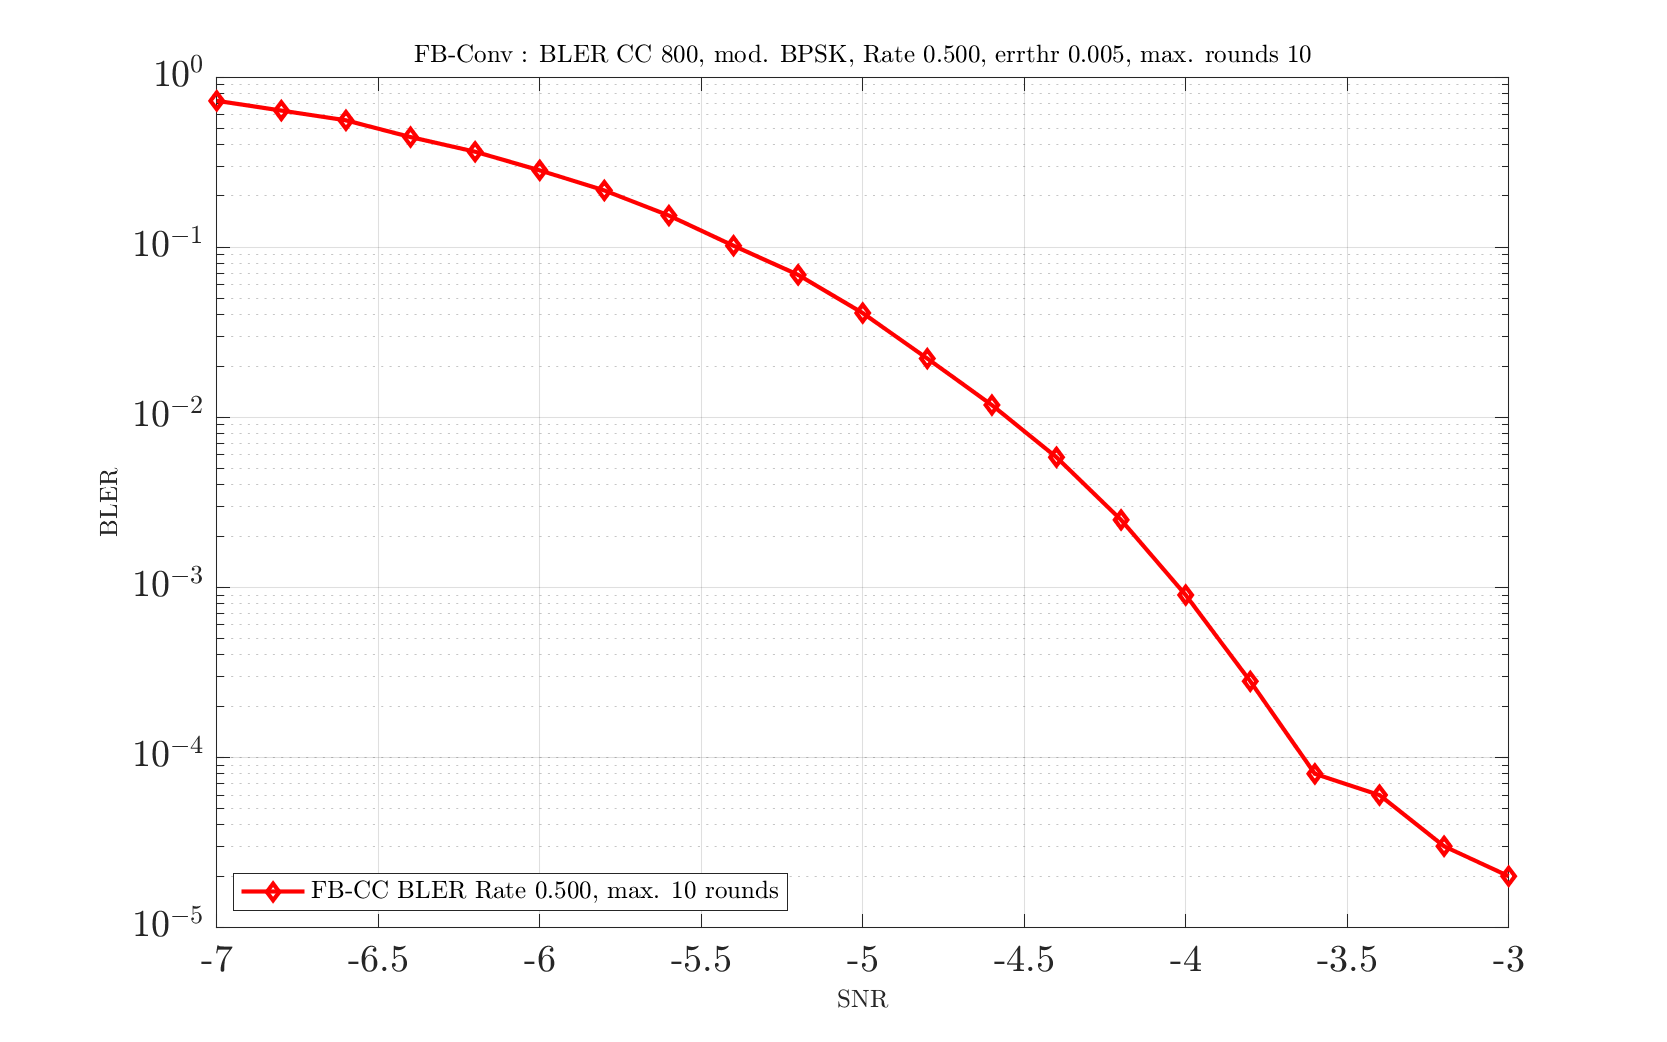 FB-Conv : BLER CC 800, mod. BPSK, Rate 0.500, errthr 0.005, max. rounds 10
10^0
10^{-1}
10^{-2}
BLER
10^{-3}
10^{-4}
FB-CC BLER Rate 0.500, max. 10 rounds
10^{-5}
-7 -6.5 -6 -5.5 -5 -4.5 -4 -3.5 -3
SNR